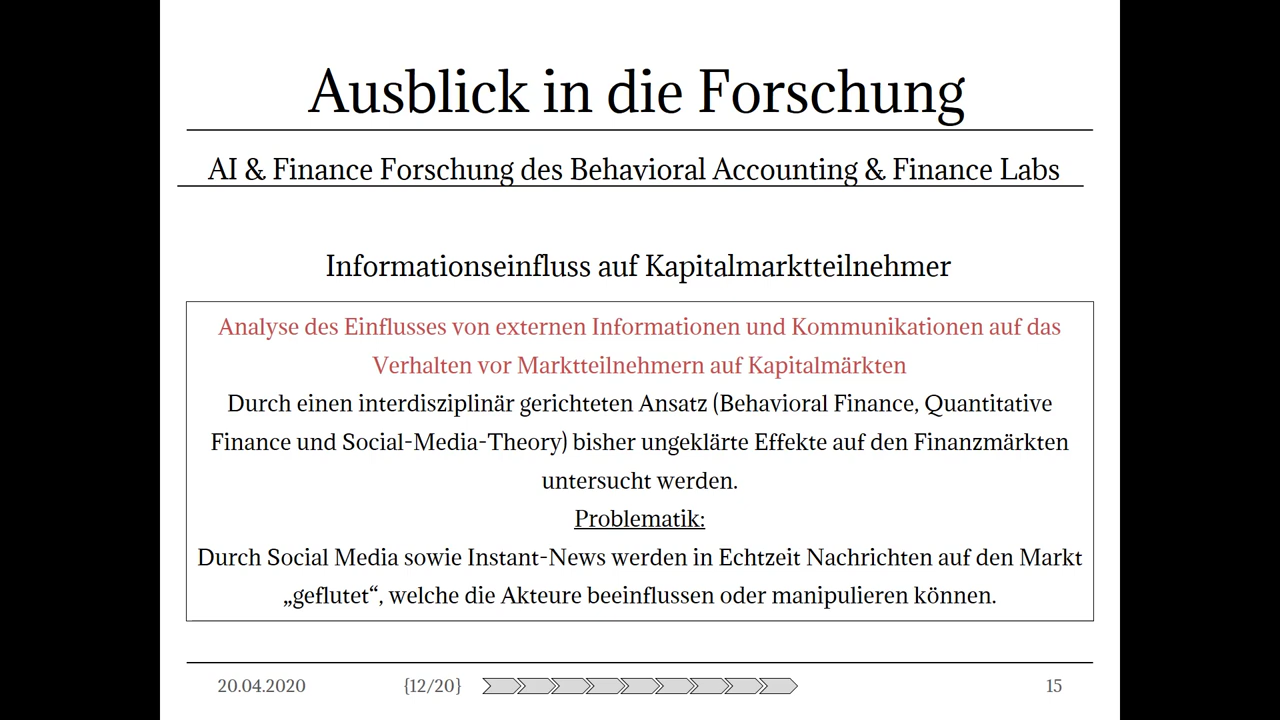 Ausblick in die Forschung
AI & Finance Forschung des Behavioral Accounting & Finance Labs
Informationseinfluss auf Kapitalmarktteilnehmer
Analyse des Einflusses von externen Informationen und Kommunikationen auf das
Verhalten vor Marktteilnehmern auf Kapitalmärkten
Durch einen interdisziplinär gerichteten Ansatz (Behavioral Finance, Quantitative
Finance und Social-Media-Theory) bisher ungeklärte Effekte auf den Finanzmärkten
untersucht werden.
Problematik:
Durch Social Media sowie Instant-News werden in Echtzeit Nachrichten auf den Markt
„geflutet“, welche die Akteure beeinflussen oder manipulieren können.
20.04.2020 {12/20} 15